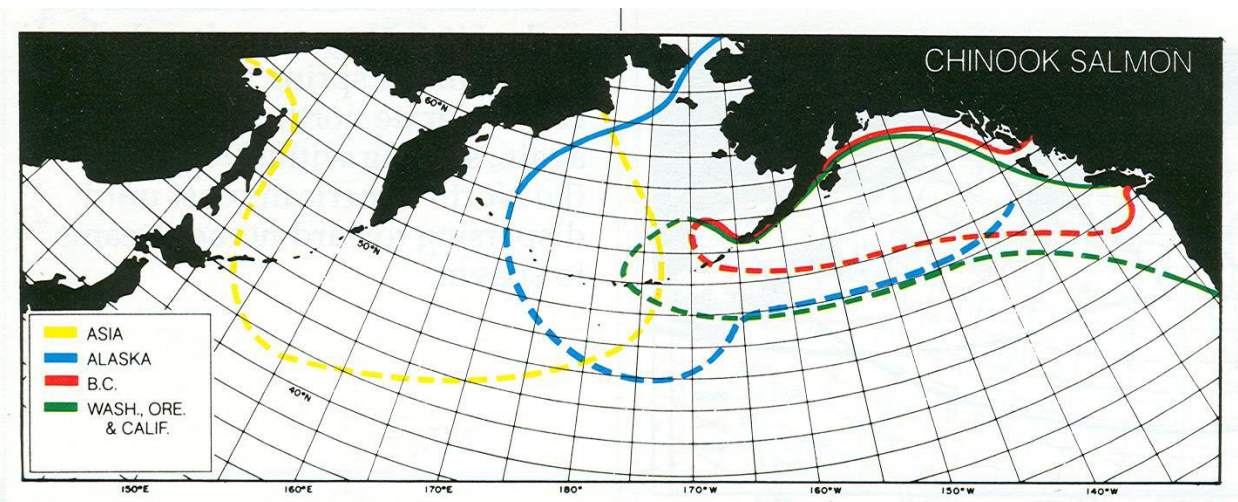 CHINOOK SALMON
60°N
50°N
40°N
ASIA
ALASKA
B.C.
WASH., ORE.
& CALIF.
150°E
160°E
170°E
180°
170°W
160°W
150°W
140°W